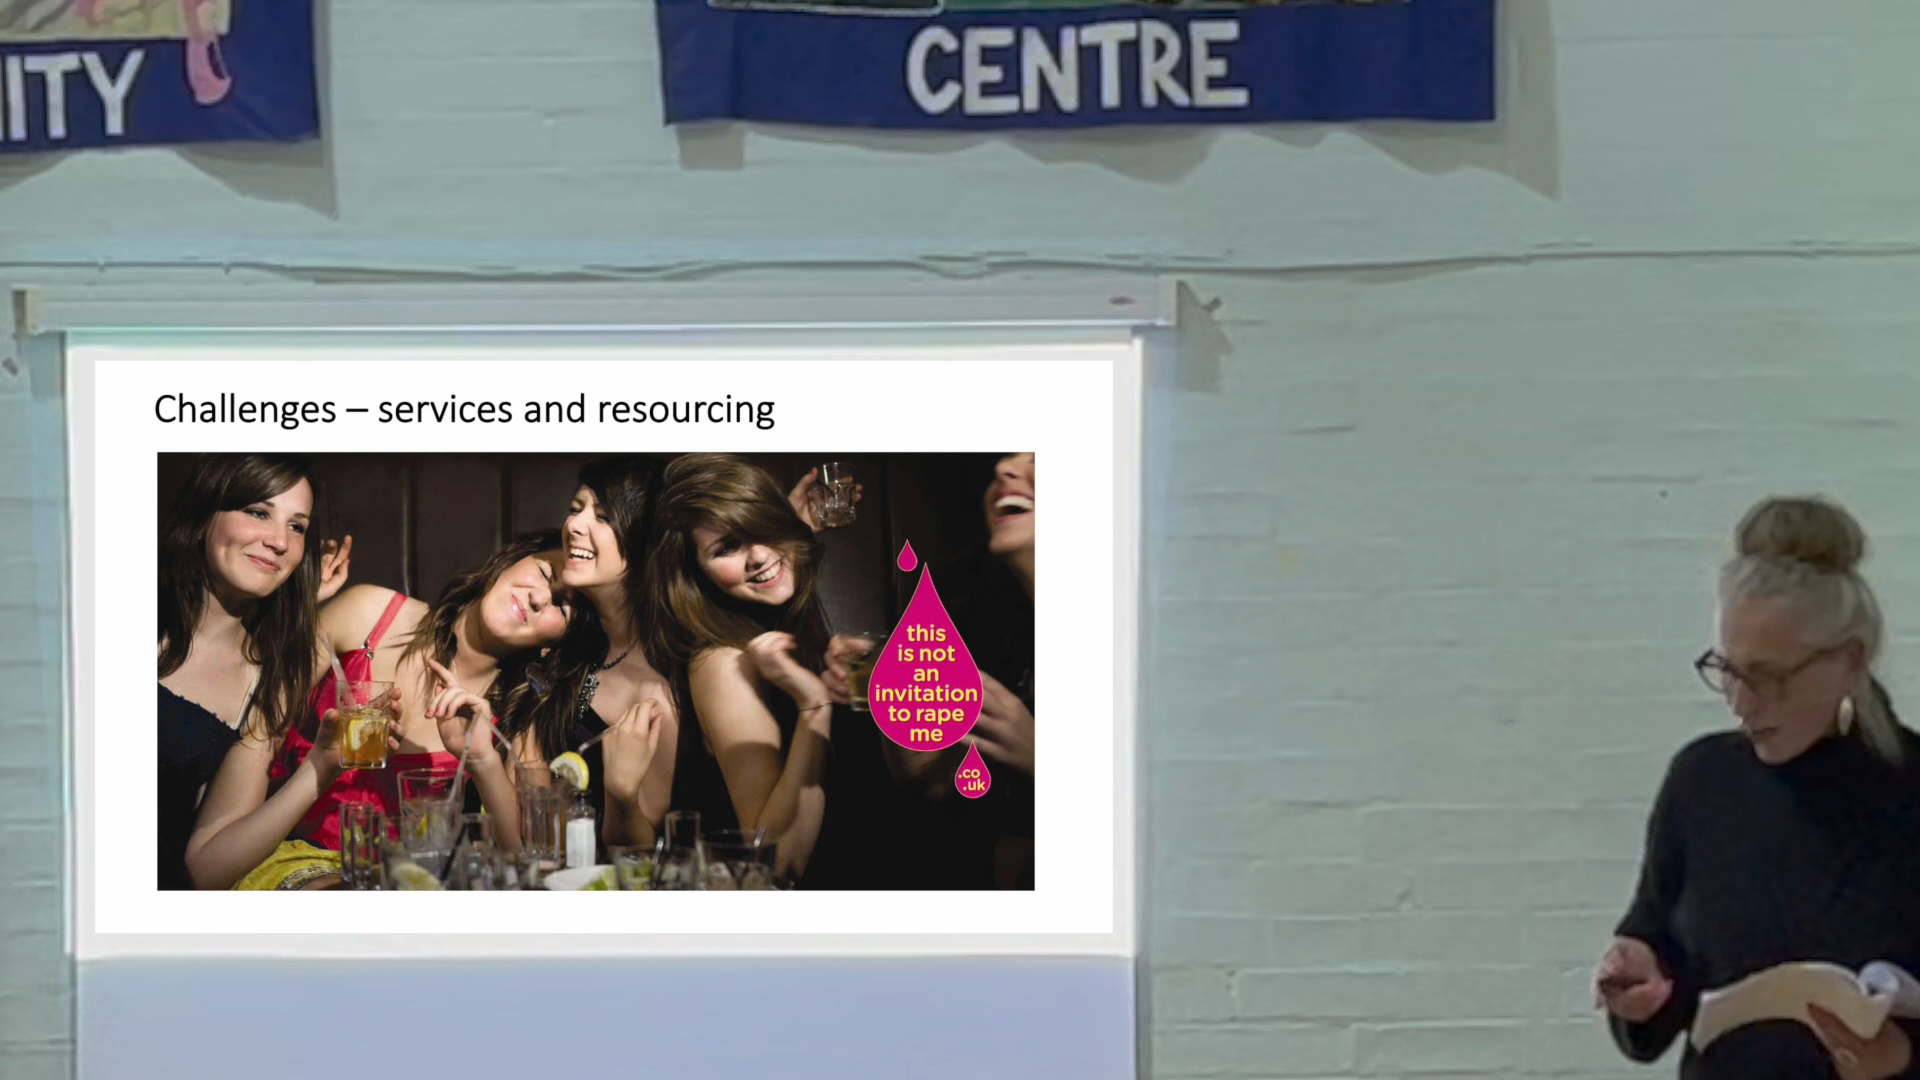 ITY
CENTRE
Challenges – services and resourcing
this
is not
an
invitation
to rape
me
.co
.uk